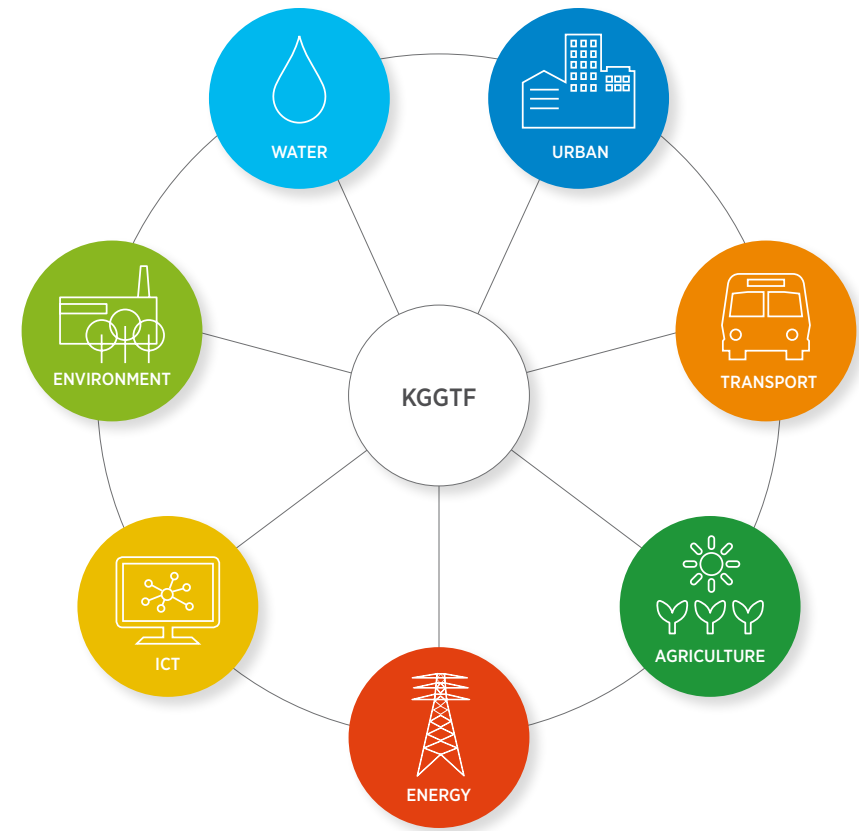 WATER
URBAN
ENVIRONMENT
TRANSPORT
KGGTF
ICT
AGRICULTURE
ENERGY